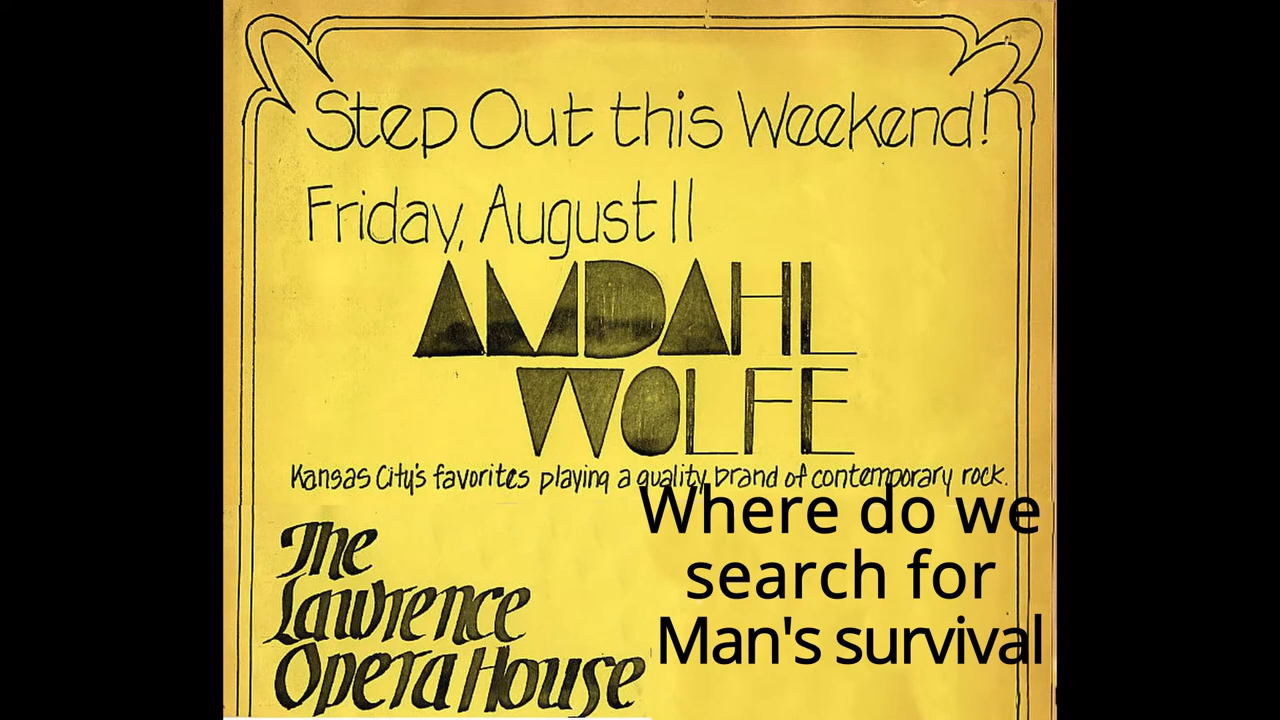 Step Out this Weekend!
Friday, August 11
AMDAHL
WOLFE
Kansas City's favorites playing a quality brand of contemporary rock.
The
Lawrence
Opera House
Where do we
search for
Man's survival